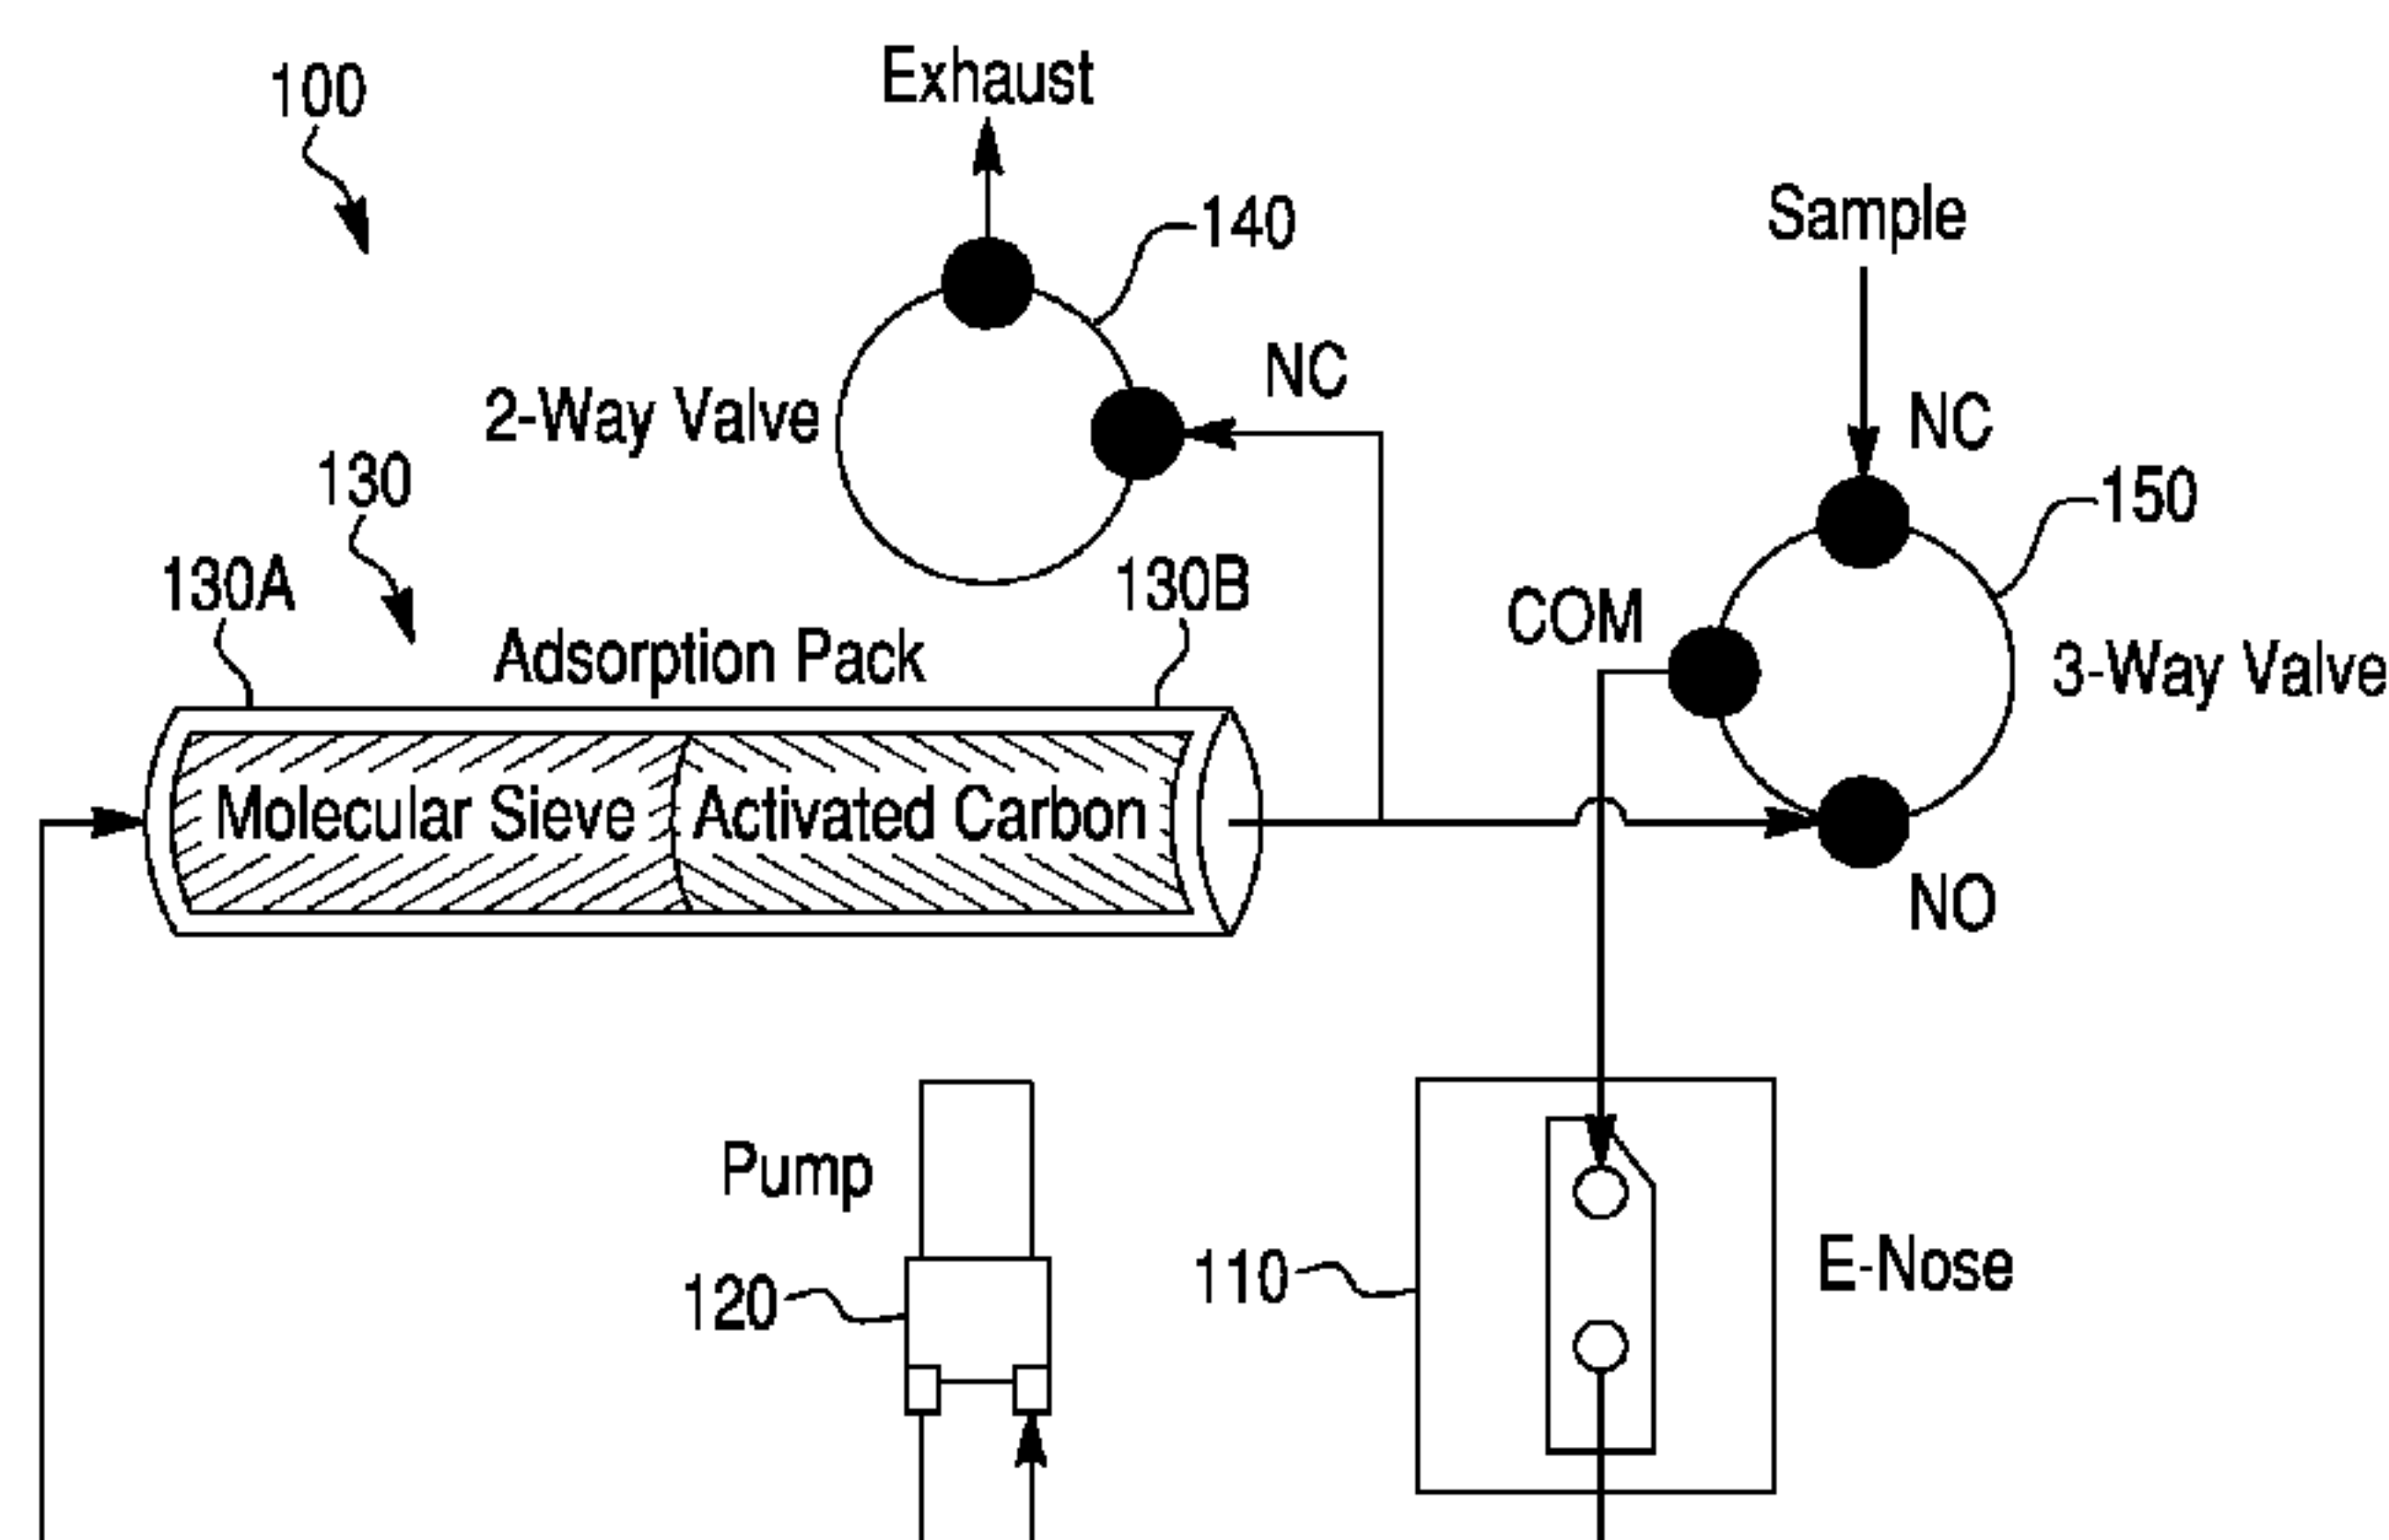 100
Exhaust
140
Sample
NC
2-Way Valve
NC
130
150
130A
130B
COM
Adsorption Pack
3-Way Valve
Molecular Sieve
Activated Carbon
NO
Pump
120
110
E-Nose